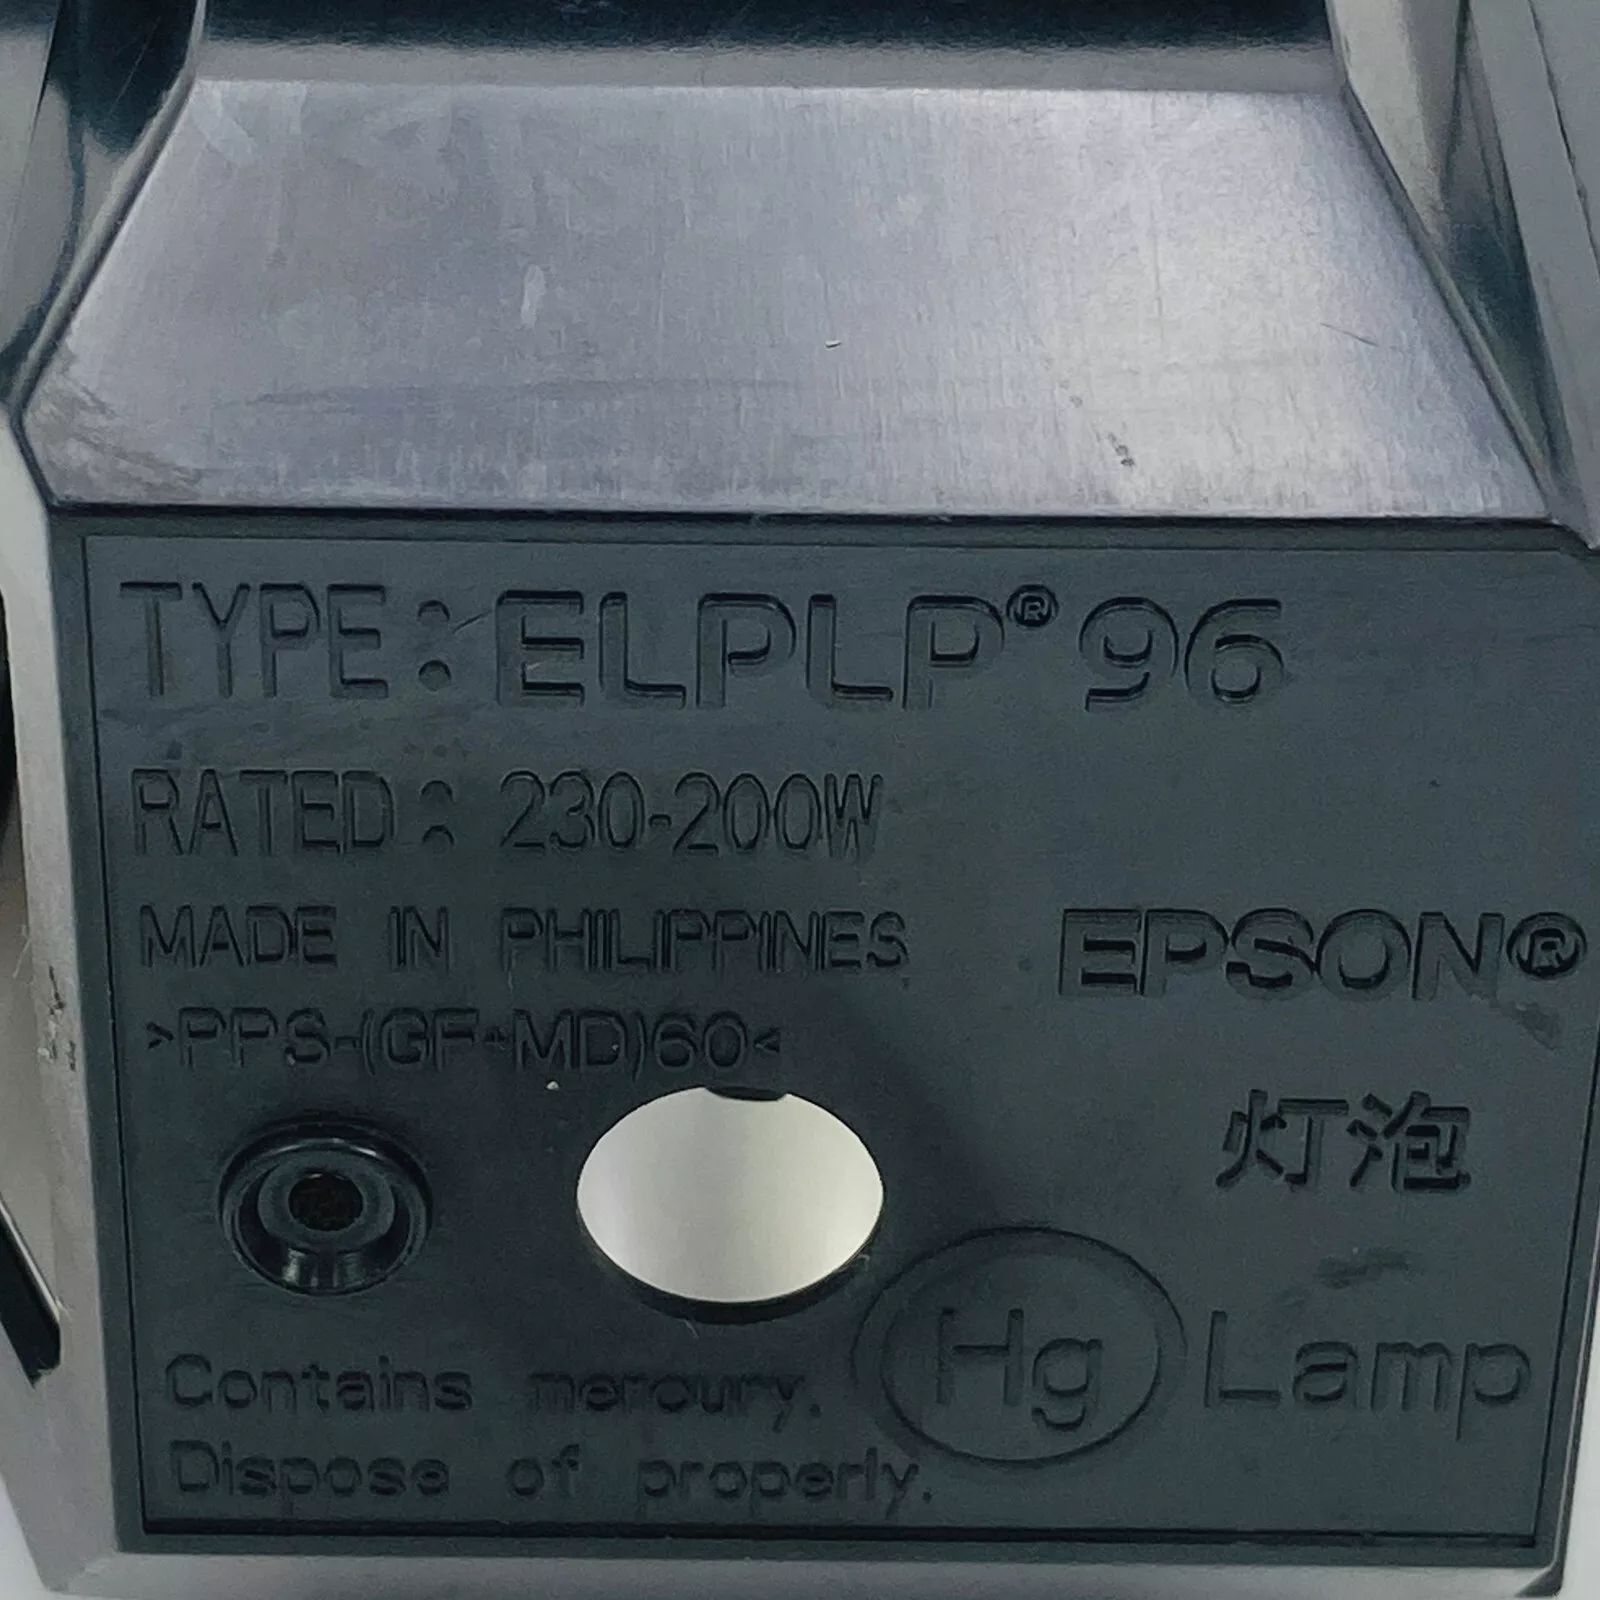 TYPE: ELPLP®96
RATED: 230-200W
MADE IN PHILIPPINES
EPSON®
>PPS-(GF+MD)60<
灯泡
Hg Lamp
Contains mercury.
Dispose of properly.